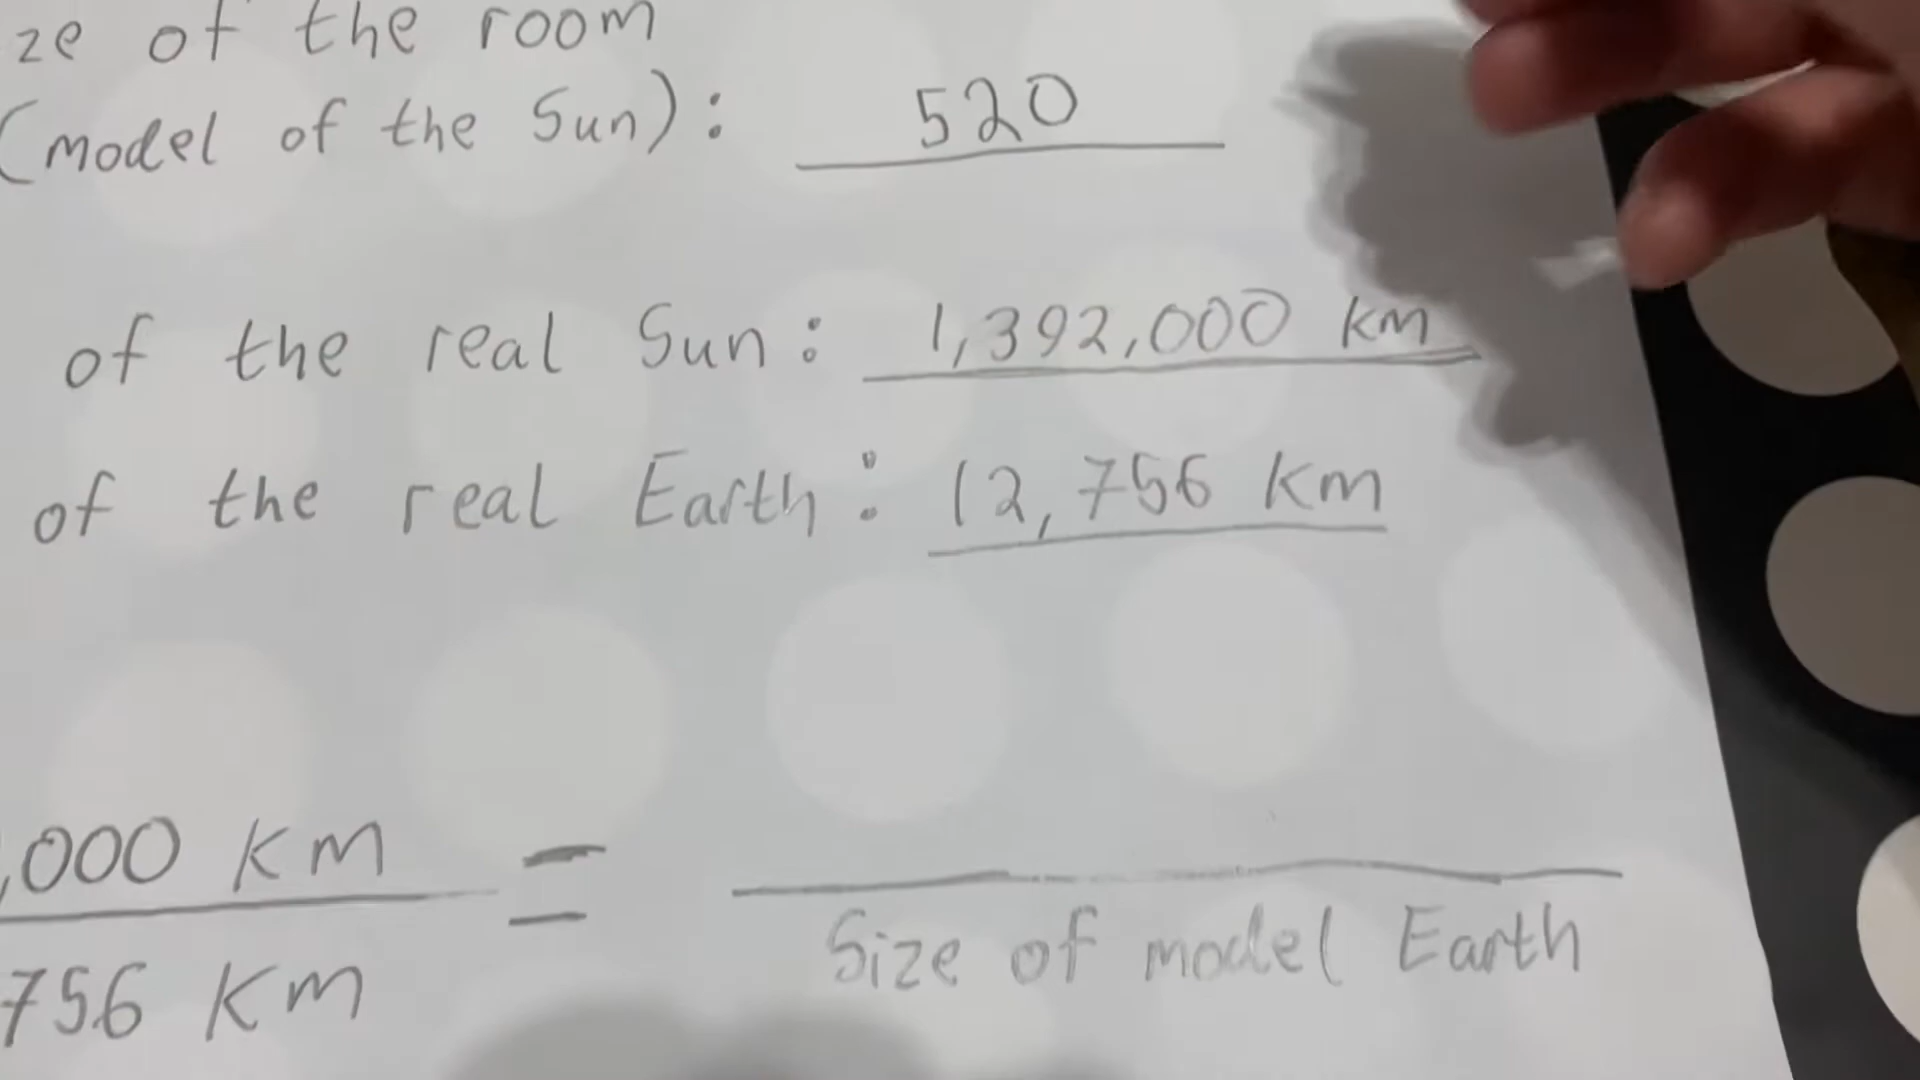 ze of the room
(model of the Sun): 520
of the real Sun: 1,392,000 km
of the real Earth: 12,756 km
,000 km =
Size of model Earth
756 km